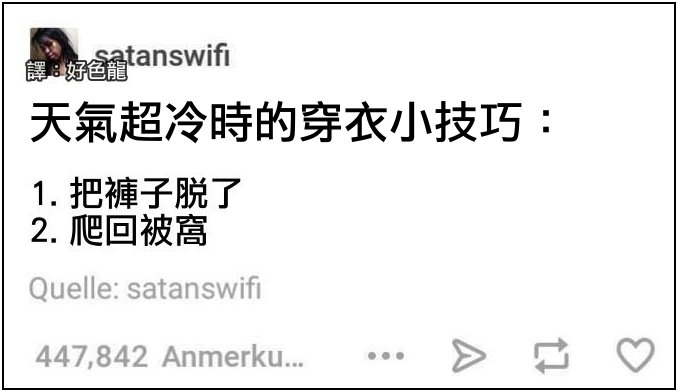 satanswifi
譯：好色龍
天氣超冷時的穿衣小技巧：
1. 把褲子脱了
2. 爬回被窩
Quelle: satanswifi
447,842 Anmerku...